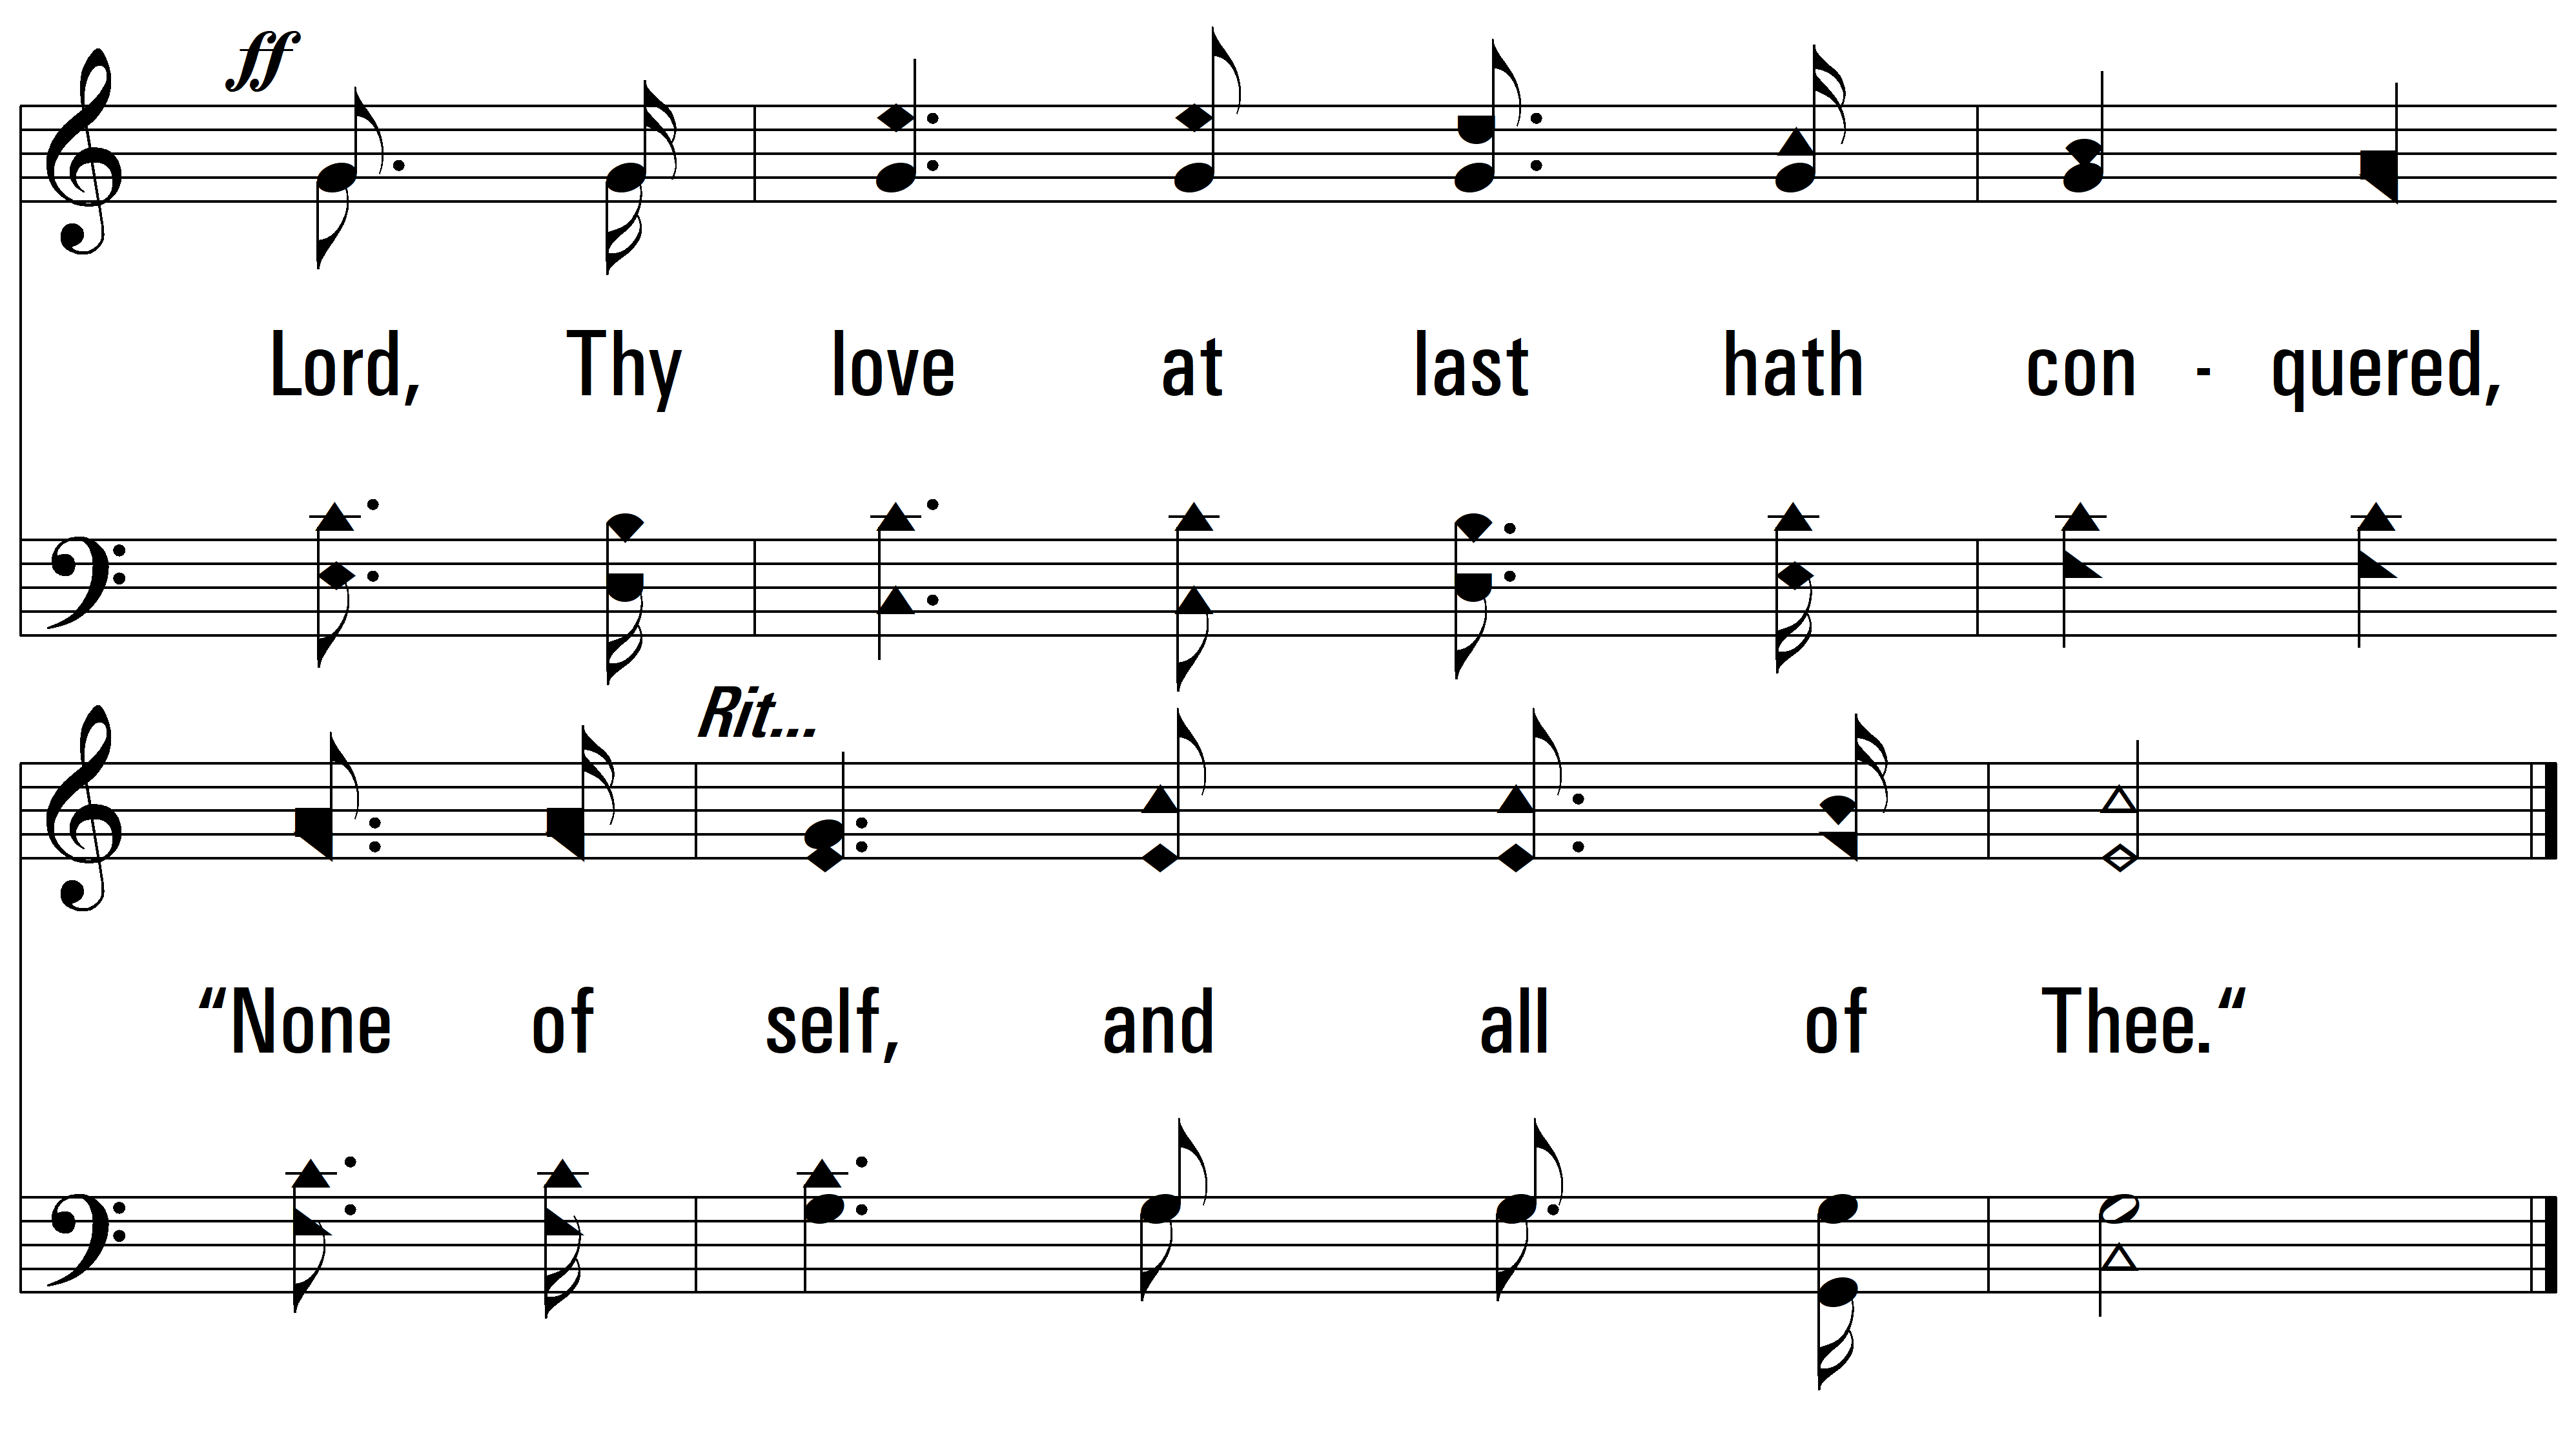 ff
Lord, Thy love at last hath con - quered,
Rit...
“None of self, and all of Thee.“